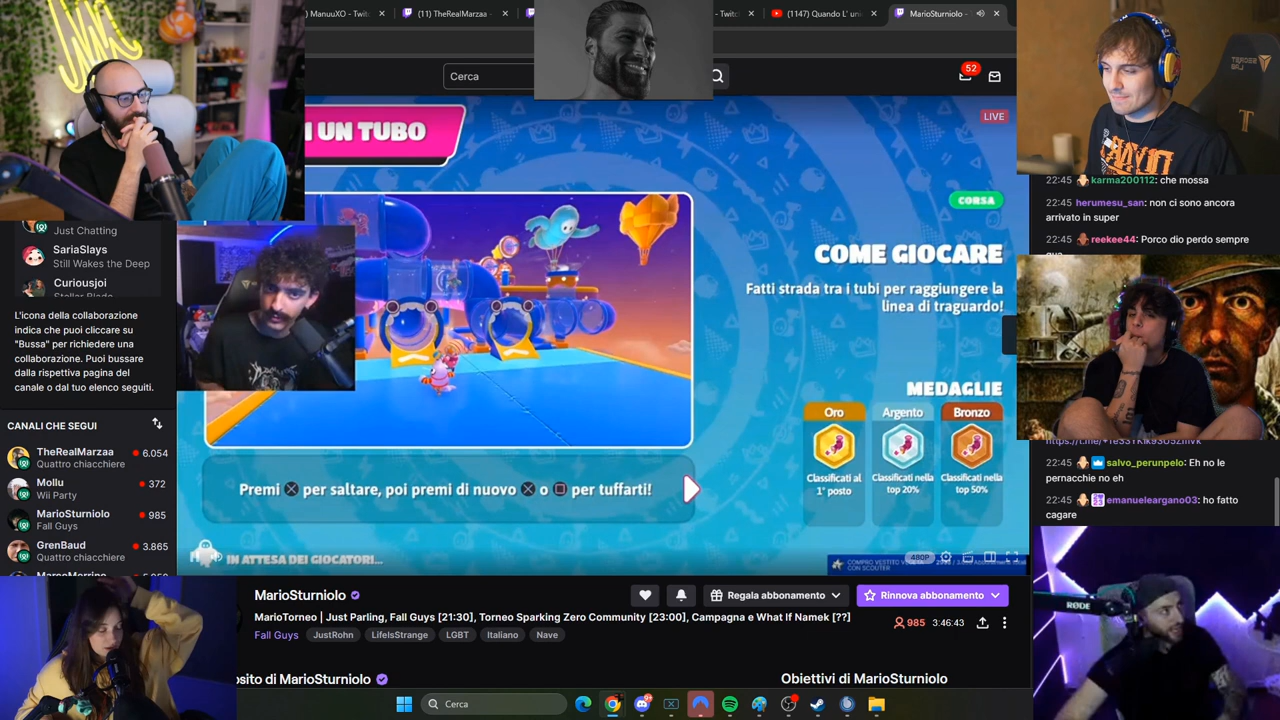 ) ManuuXO - Twitc
(11) TheRealMarzaa -
- Twitc
(1147) Quando L' uni
MarioSturniolo -
Cerca
52
LIVE
I UN TUBO
CORSA
COME GIOCARE
Fatti strada tra i tubi per raggiungere la
linea di traguardo!
MEDAGLIE
Oro
Argento
Bronzo
Classificati al
1° posto
Classificati nella
top 20%
Classificati nella
top 50%
Premi per saltare, poi premi di nuovo o per tuffarti!
IN ATTESA DEI GIOCATORI...
480P
Just Chatting
SariaSlays
Still Wakes the Deep
Curiousjoi
Stellar Blade
L'icona della collaborazione
indica che puoi cliccare su
"Bussa" per richiedere una
collaborazione. Puoi bussare
dalla rispettiva pagina del
canale o dal tuo elenco seguiti.
CANALI CHE SEGUI
TheRealMarzaa 6.054
Quattro chiacchiere
Mollu 372
Wii Party
MarioSturniolo 985
Fall Guys
GrenBaud 3.865
Quattro chiacchiere
22:45 karma200112: che mossa
22:45 herumesu_san: non ci sono ancora
arrivato in super
22:45 reekee44: Porco dio perdo sempre
qua
22:45 salvo_perunpelo: Eh no le
pernacchie no eh
22:45 emanueleargano03: ho fatto
cagare
RØDE
MarioSturniolo
MarioTorneo | Just Parling, Fall Guys [21:30], Torneo Sparking Zero Community [23:00], Campagna e What If Namek [??]
Fall Guys JustRohn LifeIsStrange LGBT Italiano Nave
Regala abbonamento
Rinnova abbonamento
985 3:46:43
osito di MarioSturniolo
Obiettivi di MarioSturniolo
Cerca